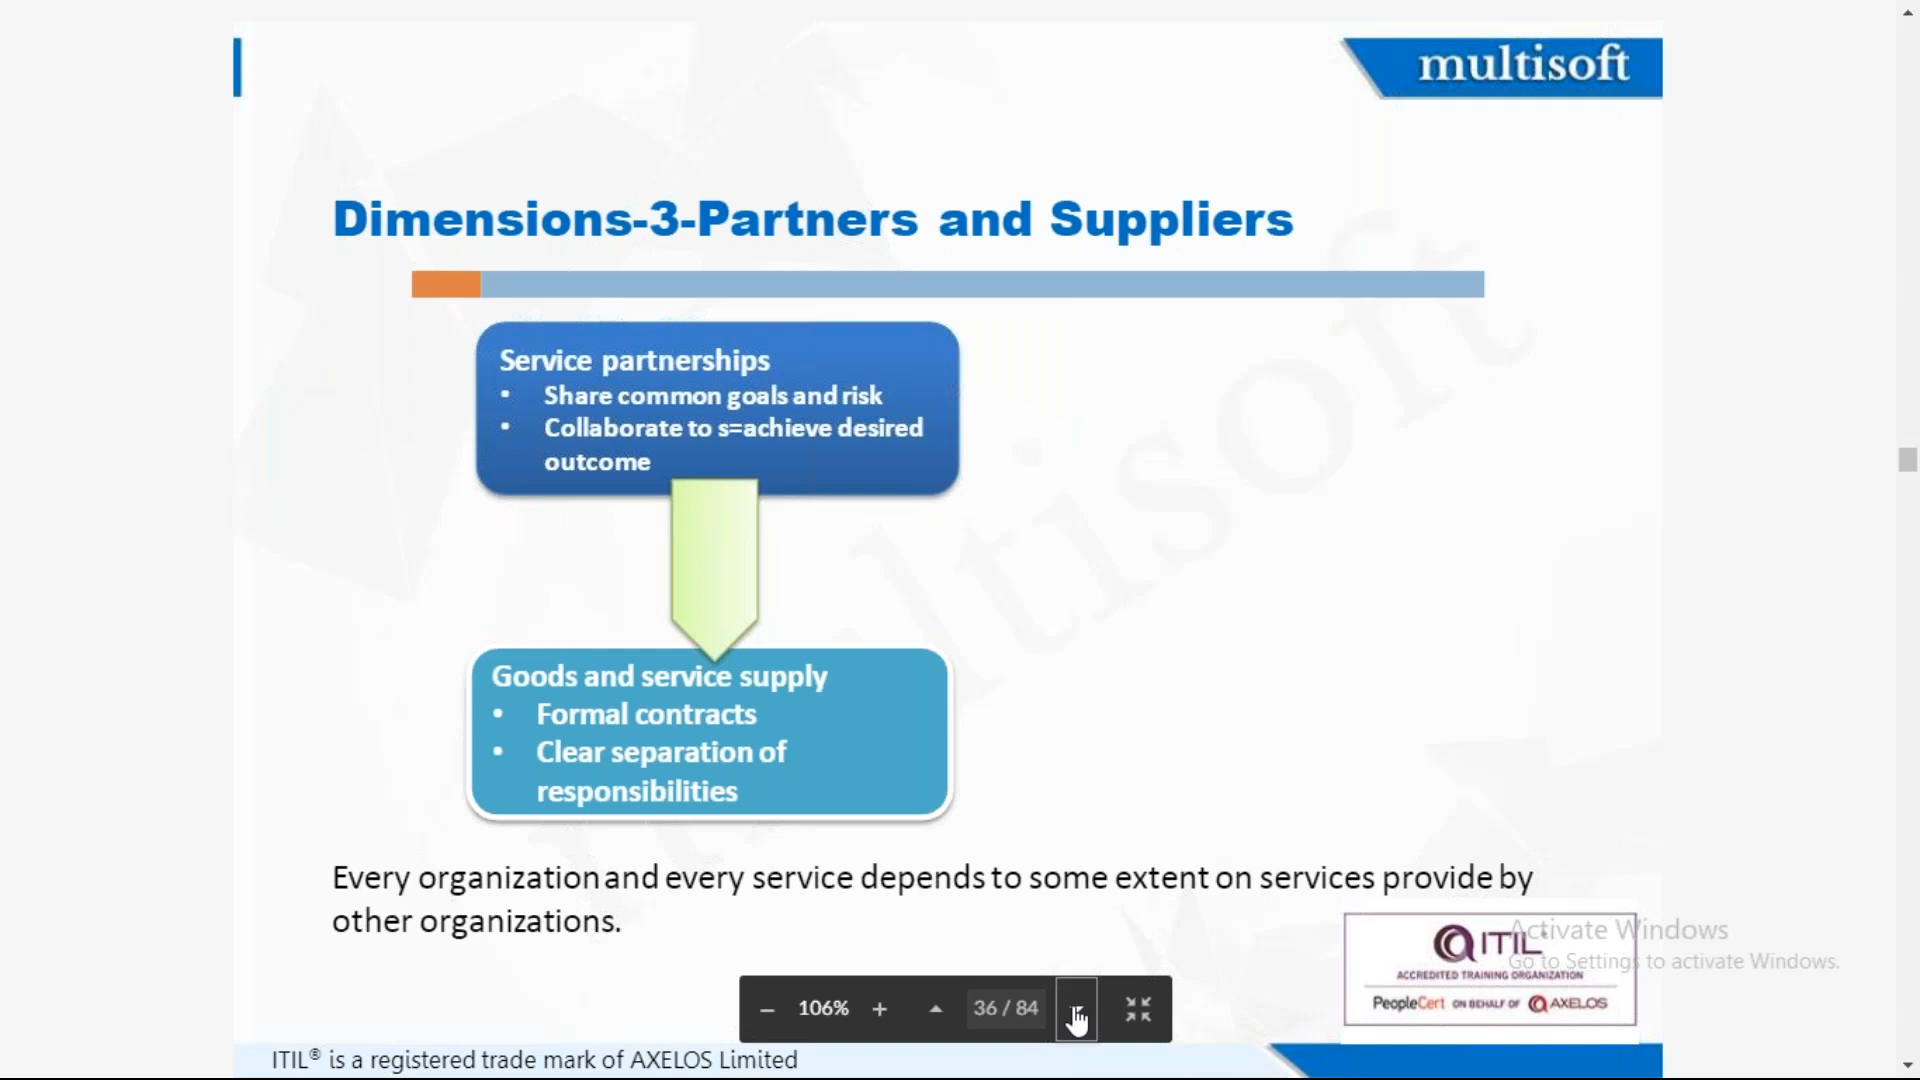 multisoft
Dimensions-3-Partners and Suppliers
Service partnerships
• Share common goals and risk
• Collaborate to s=achieve desired
outcome
Goods and service supply
• Formal contracts
• Clear separation of
responsibilities
Every organization and every service depends to some extent on services provide by
other organizations.
Activate Windows
Go to Settings to activate Windows.
ITIL
ACCREDITED TRAINING ORGANIZATION
PeopleCert ON BEHALF OF AXELOS
− 106% + 36 / 84
ITIL® is a registered trade mark of AXELOS Limited
multisoft